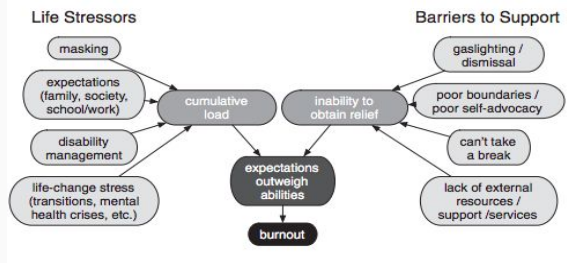 Life Stressors
Barriers to Support
masking
gaslighting /
dismissal
expectations
(family, society,
school/work)
cumulative
load
inability to
obtain relief
poor boundaries /
poor self-advocacy
disability
management
can't take
a break
expectations
outweigh
abilities
life-change stress
(transitions, mental
health crises, etc.)
lack of external
resources /
support /services
burnout